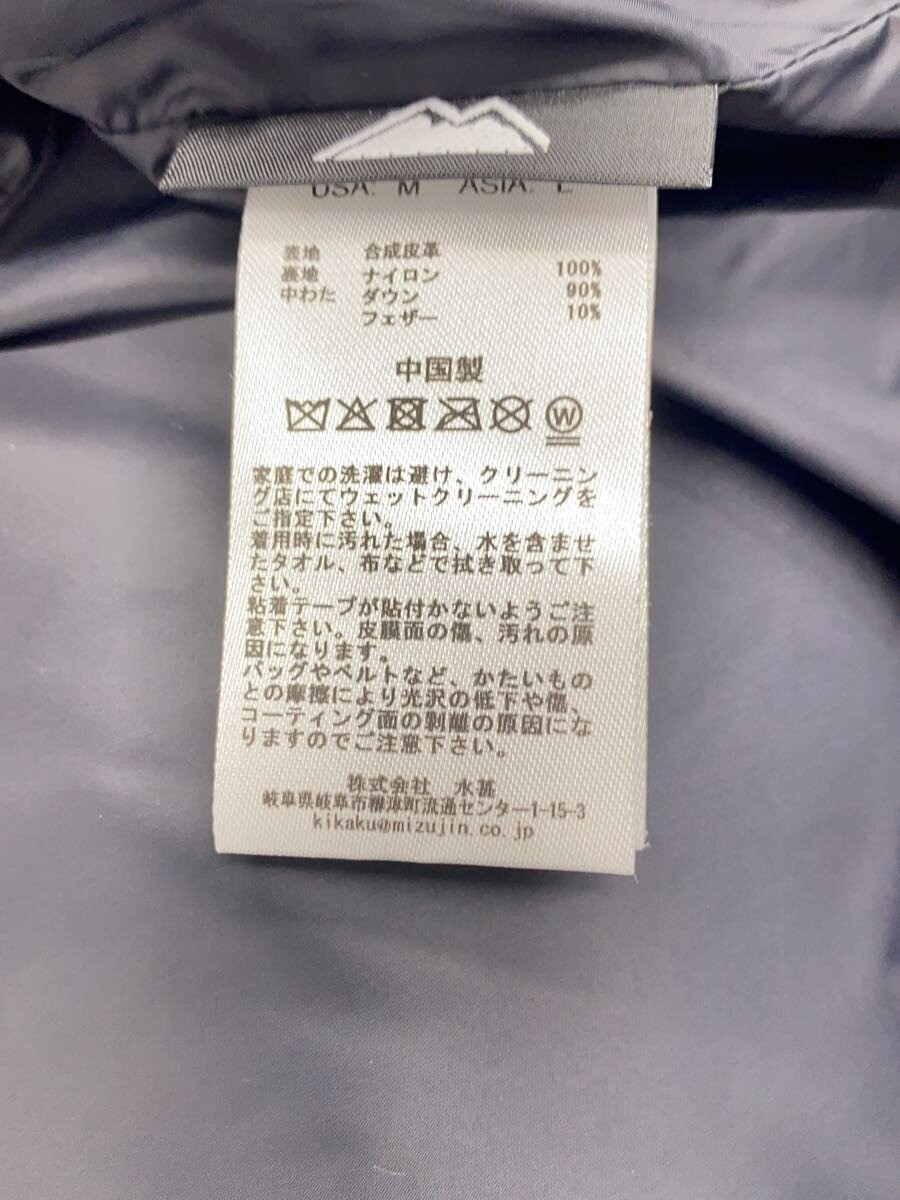 USA: M ASIA: L
表地 合成皮革
裏地 ナイロン 100%
中わた ダウン 90%
フェザー 10%
中国製
W
家庭での洗濯は避け、クリーニン
グ店にてウェットクリーニングを
ご指定下さい。
着用時に汚れた場合、水を含ませ
たタオル、布などで拭き取って下
さい。
粘着テープが貼付かないようご注
意下さい。皮膜面の傷、汚れの原
因になります。
バッグやベルトなど、かたいもの
との摩擦により光沢の低下や傷、
コーティング面の剥離の原因にな
りますのでご注意下さい。
株式会社 水甚
岐阜県岐阜市柳津町流通センター1-15-3
kikaku@mizujin.co.jp